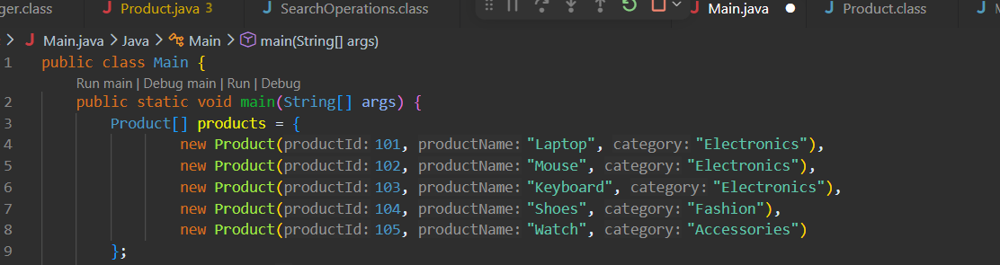 ger.class J Product.java 3 SearchOperations.class J Main.java ● J Product.class J
> J Main.java > Java > Main > main(String[] args)
1 public class Main {
Run main | Debug main | Run | Debug
2 public static void main(String[] args) {
3 Product[] products = {
4 new Product(productId: 101, productName: "Laptop", category: "Electronics"),
5 new Product(productId: 102, productName: "Mouse", category: "Electronics"),
6 new Product(productId: 103, productName: "Keyboard", category: "Electronics"),
7 new Product(productId: 104, productName: "Shoes", category: "Fashion"),
8 new Product(productId: 105, productName: "Watch", category: "Accessories")
9 };